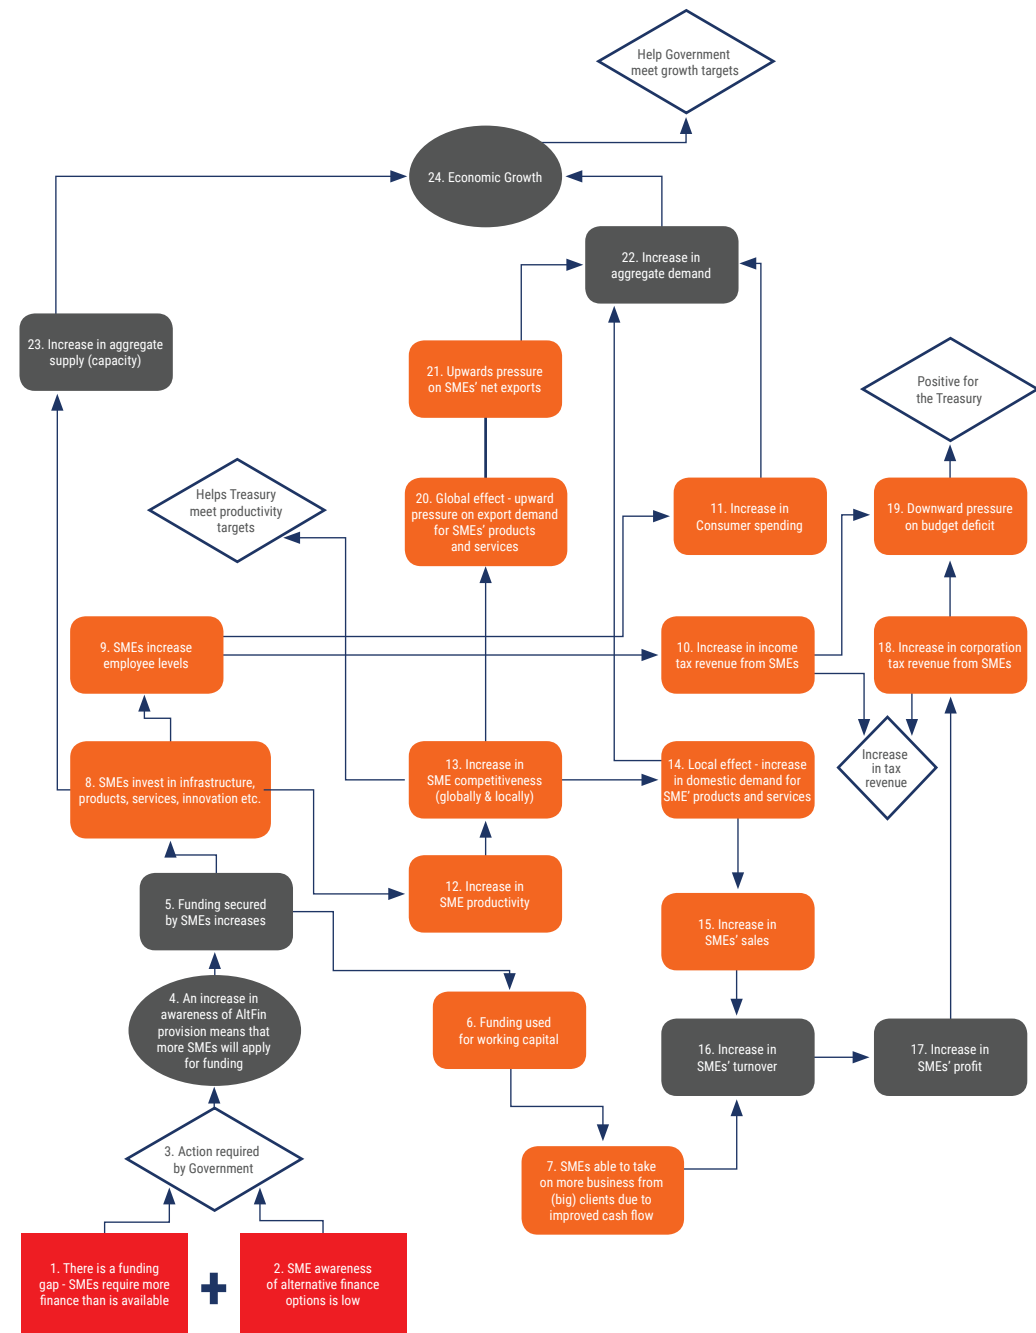 Help Government
meet growth targets
24. Economic Growth
22. Increase in
aggregate demand
23. Increase in aggregate
supply (capacity)
21. Upwards pressure
on SMEs' net exports
Positive for
the Treasury
Helps Treasury
meet productivity
targets
20. Global effect - upward
pressure on export demand
for SMEs' products
and services
11. Increase in
Consumer spending
19. Downward pressure
on budget deficit
9. SMEs increase
employee levels
10. Increase in income
tax revenue from SMEs
18. Increase in corporation
tax revenue from SMEs
8. SMEs invest in infrastructure,
products, services, innovation etc.
13. Increase in
SME competitiveness
(globally & locally)
14. Local effect - increase
in domestic demand for
SME' products and services
Increase
in tax
revenue
12. Increase in
SME productivity
5. Funding secured
by SMEs increases
15. Increase in
SMEs' sales
4. An increase in
awareness of AltFin
provision means that
more SMEs will apply
for funding
6. Funding used
for working capital
16. Increase in
SMEs' turnover
17. Increase in
SMEs' profit
3. Action required
by Government
7. SMEs able to take
on more business from
(big) clients due to
improved cash flow
1. There is a funding
gap - SMEs require more
finance than is available
2. SME awareness
of alternative finance
options is low